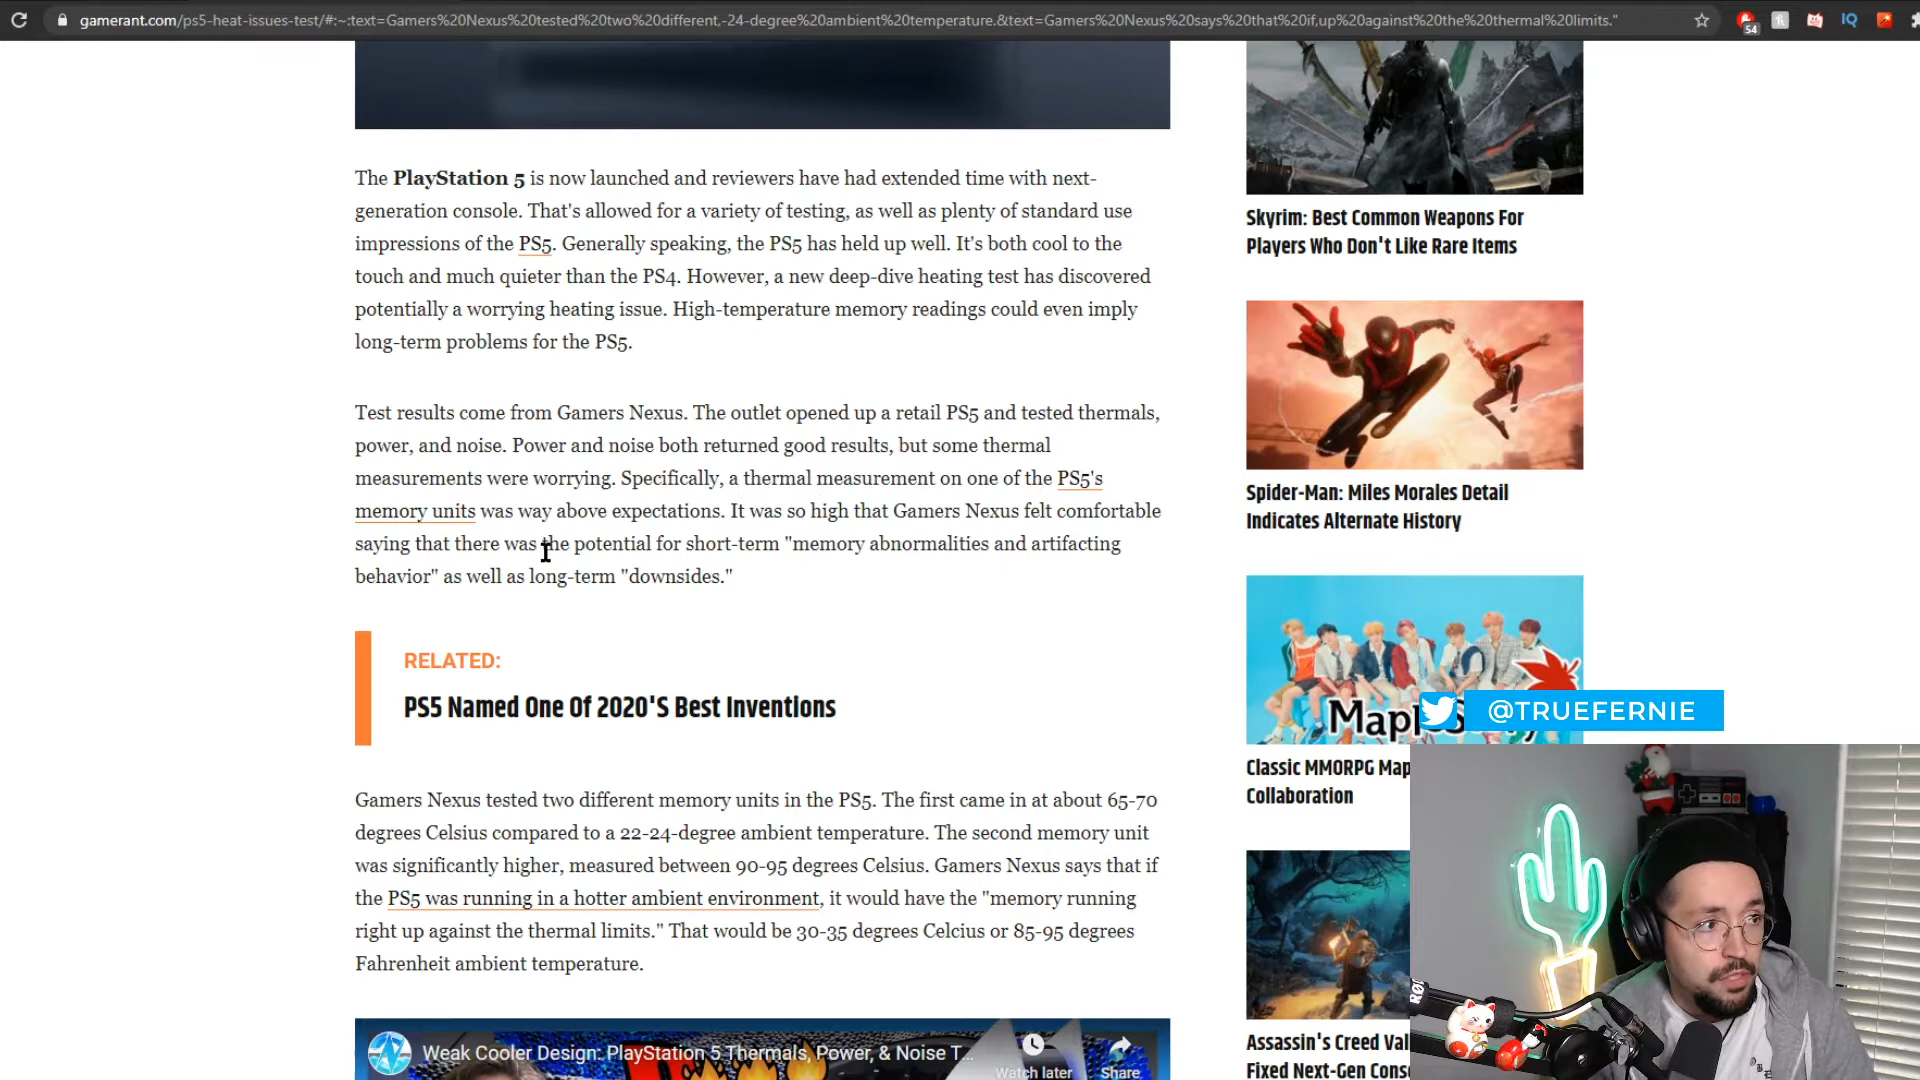 gamerant.com/ps5-heat-issues-test/#:~:text=Gamers%20Nexus%20tested%20two%20different,-24-degree%20ambient%20temperature.&text=Gamers%20Nexus%20says%20that%20if,up%20against%20the%20thermal%20limits."
54
IQ
The PlayStation 5 is now launched and reviewers have had extended time with next-
generation console. That's allowed for a variety of testing, as well as plenty of standard use
impressions of the PS5. Generally speaking, the PS5 has held up well. It's both cool to the
touch and much quieter than the PS4. However, a new deep-dive heating test has discovered
potentially a worrying heating issue. High-temperature memory readings could even imply
long-term problems for the PS5.
Test results come from Gamers Nexus. The outlet opened up a retail PS5 and tested thermals,
power, and noise. Power and noise both returned good results, but some thermal
measurements were worrying. Specifically, a thermal measurement on one of the PS5's
memory units was way above expectations. It was so high that Gamers Nexus felt comfortable
saying that there was the potential for short-term "memory abnormalities and artifacting
behavior" as well as long-term "downsides."
RELATED:
PS5 Named One Of 2020'S Best Inventions
Gamers Nexus tested two different memory units in the PS5. The first came in at about 65-70
degrees Celsius compared to a 22-24-degree ambient temperature. The second memory unit
was significantly higher, measured between 90-95 degrees Celsius. Gamers Nexus says that if
the PS5 was running in a hotter ambient environment, it would have the "memory running
right up against the thermal limits." That would be 30-35 degrees Celcius or 85-95 degrees
Fahrenheit ambient temperature.
Weak Cooler Design: PlayStation 5 Thermals, Power, & Noise T...
Watch later
Share
Skyrim: Best Common Weapons For
Players Who Don't Like Rare Items
Spider-Man: Miles Morales Detail
Indicates Alternate History
@TRUEFERNIE
Classic MMORPG Map
Collaboration
Assassin's Creed Val
Fixed Next-Gen Cons